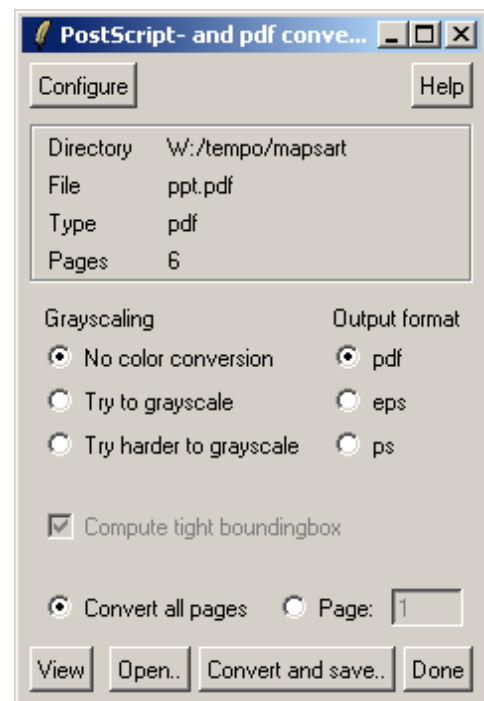 PostScript- and pdf conve...
Configure Help
Directory W:/tempo/mapsart
File ppt.pdf
Type pdf
Pages 6
Grayscaling Output format
No color conversion pdf
Try to grayscale eps
Try harder to grayscale ps
Compute tight boundingbox
Convert all pages Page: 1
View Open.. Convert and save.. Done